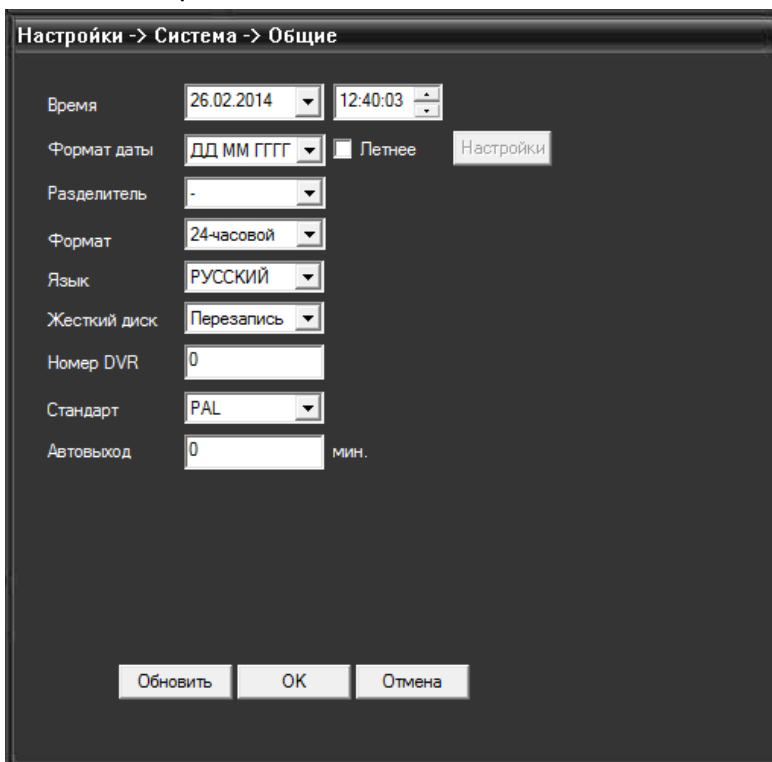 Настройки -> Система -> Общие
Время 26.02.2014 12:40:03
Формат даты ДД ММ ГГГГ Летнее Настройки
Разделитель -
Формат 24-часовой
Язык РУССКИЙ
Жесткий диск Перезапись
Номер DVR 0
Стандарт PAL
Автовыход 0 мин.
Обновить OK Отмена